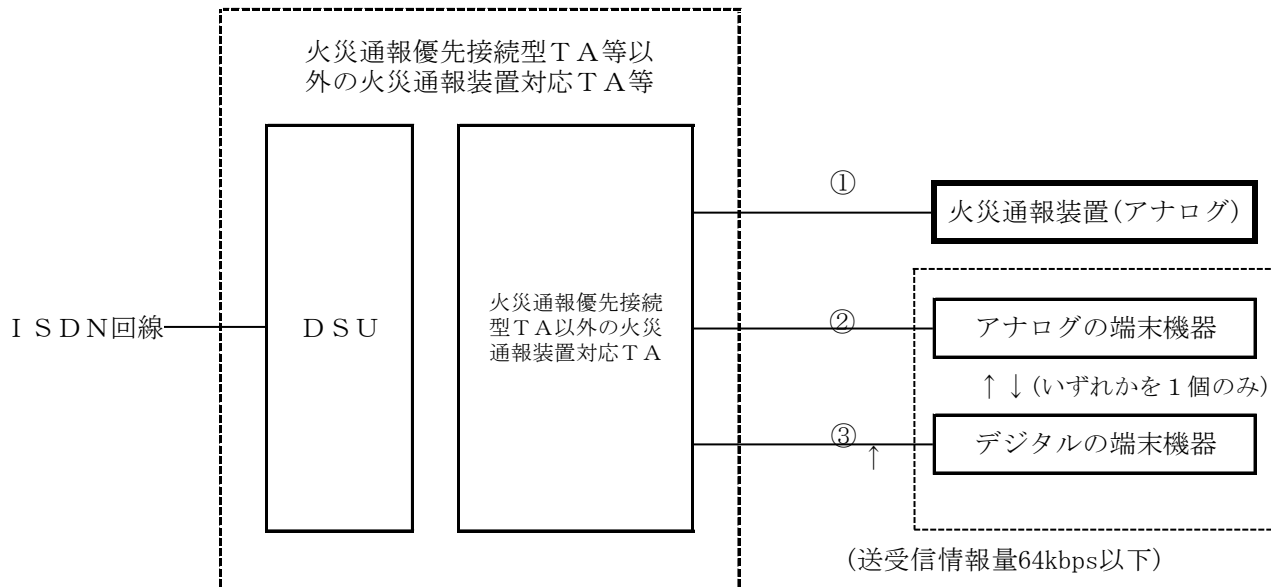 火災通報優先接続型ＴＡ等以
外の火災通報装置対応ＴＡ等
①
火災通報装置(アナログ)
ＩＳＤＮ回線
ＤＳＵ
火災通報優先接続
型ＴＡ以外の火災
通報装置対応ＴＡ
②
アナログの端末機器
↑↓(いずれかを１個のみ)
③
↑
デジタルの端末機器
(送受信情報量64kbps以下)